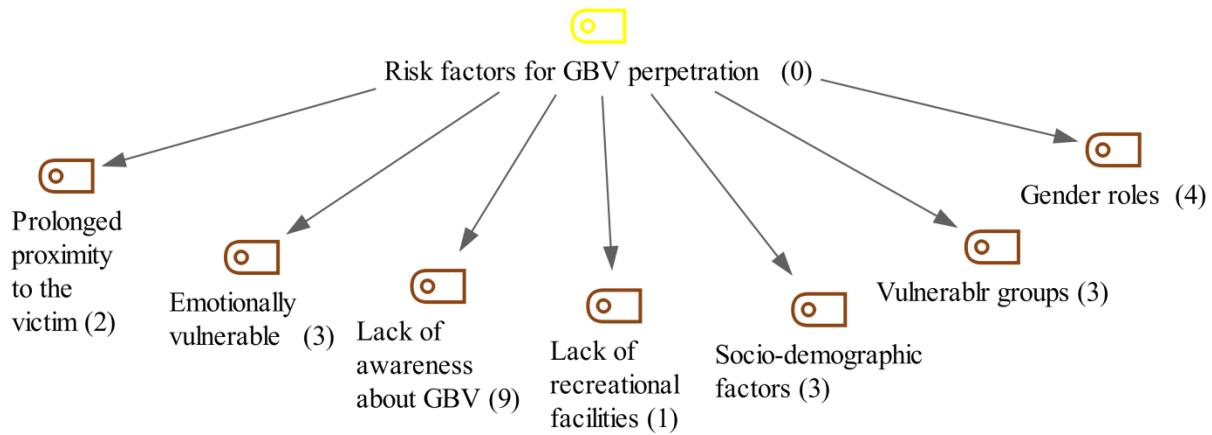 Risk factors for GBV perpetration (0)
Prolonged
proximity
to the
victim (2)
Emotionally
vulnerable (3)
Lack of
awareness
about GBV (9)
Lack of
recreational
facilities (1)
Socio-demographic
factors (3)
Vulnerablr groups (3)
Gender roles (4)